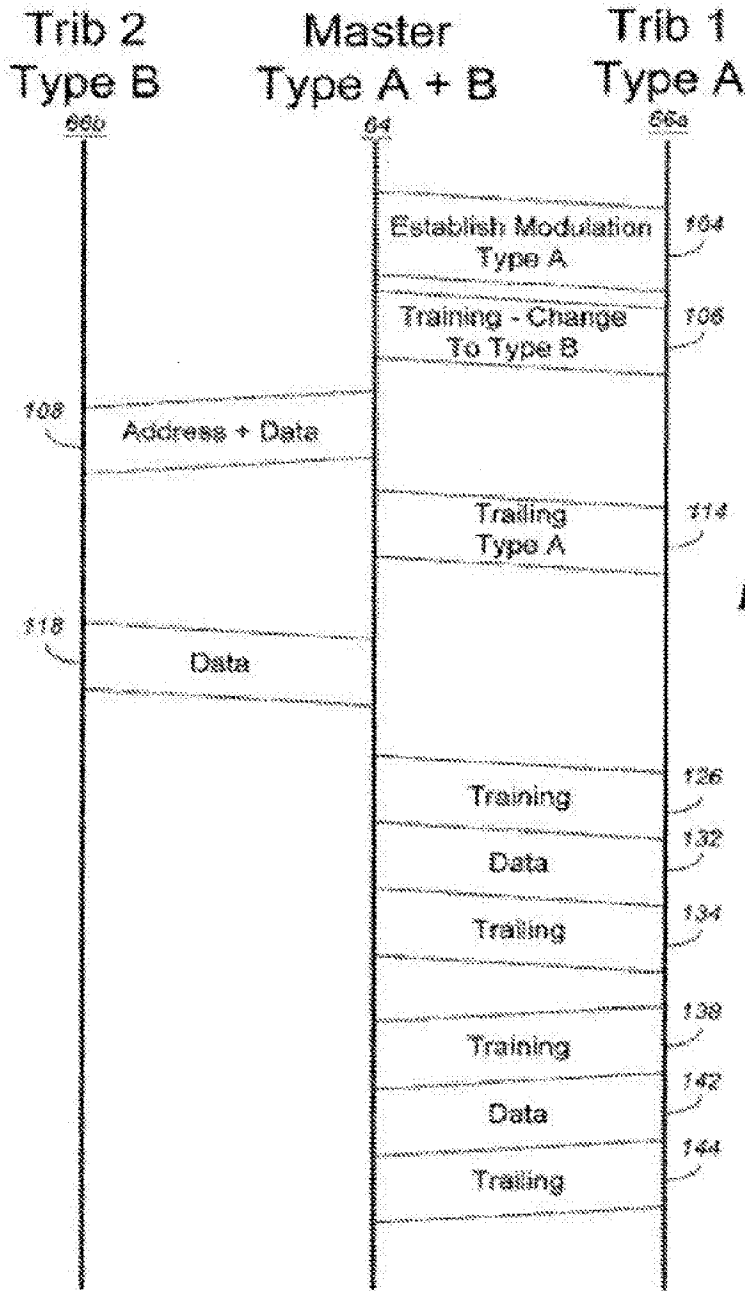 Trib 2 Master Trib 1
Type B Type A + B Type A
66b 64 66a
Establish Modulation
Type A
104
Training - Change
To Type B
106
108
Address + Data
Trailing
Type A
114
118
Data
126
Training
132
Data
134
Trailing
138
Training
142
Data
144
Trailing